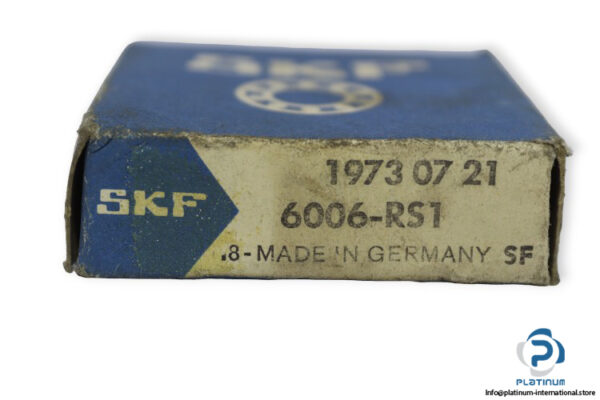 SKF
SKF
1973 07 21
6006-RS1
.8-MADE IN GERMANY SF
PLATINUM
Info@platinum-international.store